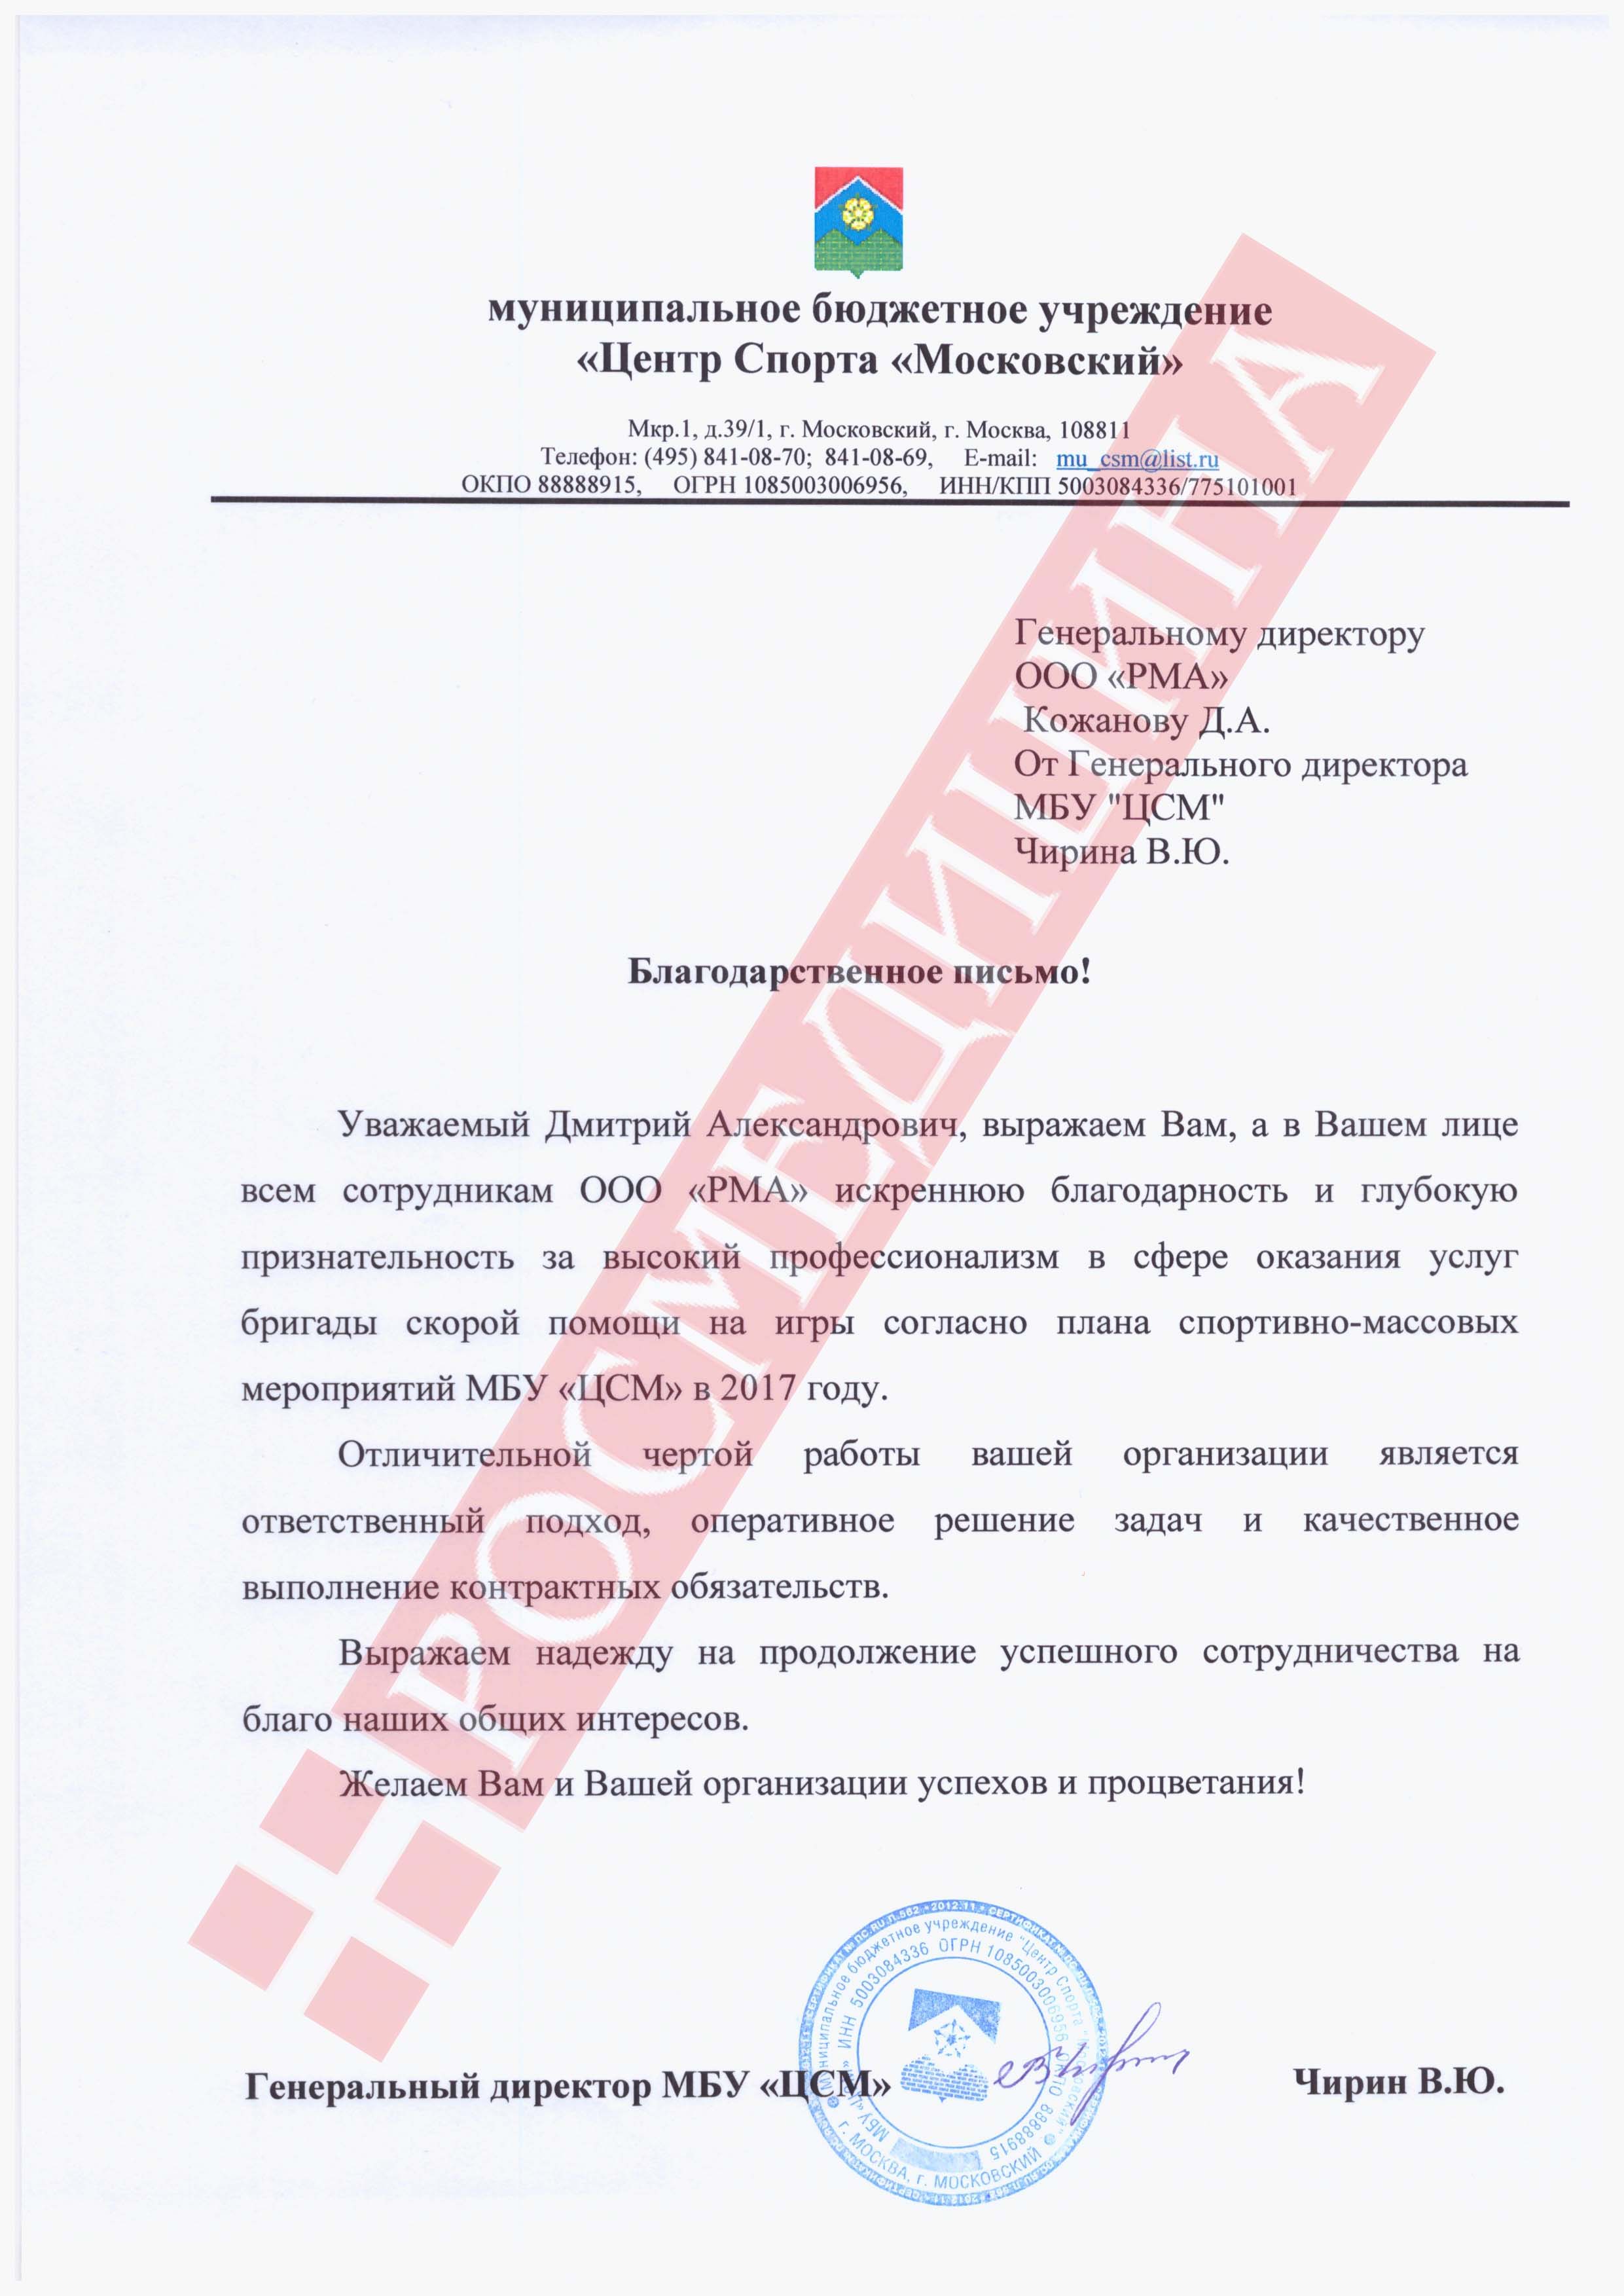 муниципальное бюджетное учреждение
«Центр Спорта «Московский»
Мкр.1, д.39/1, г. Московский, г. Москва, 108811
Телефон: (495) 841-08-70; 841-08-69, E-mail: mu_csm@list.ru
ОКПО 88888915, ОГРН 1085003006956, ИНН/КПП 5003084336/775101001
Генеральному директору
ООО «РМА»
Кожанову Д.А.
От Генерального директора
МБУ "ЦСМ"
Чирина В.Ю.
Благодарственное письмо!
Уважаемый Дмитрий Александрович, выражаем Вам, а в Вашем лице
всем сотрудникам ООО «РМА» искреннюю благодарность и глубокую
признательность за высокий профессионализм в сфере оказания услуг
бригады скорой помощи на игры согласно плана спортивно-массовых
мероприятий МБУ «ЦСМ» в 2017 году.
Отличительной чертой работы вашей организации является
ответственный подход, оперативное решение задач и качественное
выполнение контрактных обязательств.
Выражаем надежду на продолжение успешного сотрудничества на
благо наших общих интересов.
Желаем Вам и Вашей организации успехов и процветания!
Генеральный директор МБУ «ЦСМ»
Чирин В.Ю.
РОСМЕДИЦИНА
Муниципальное бюджетное учреждение "Центр Спорта "Московский"
г. МОСКВА, г. МОСКОВСКИЙ
МБУ «ЦСМ» ИНН 5003084336 ОГРН 1085003006956 ОКПО 88888915